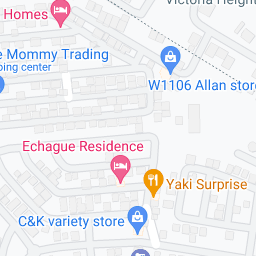 Victoria Height
Homes
e Mommy Trading
ping center
W1106 Allan store
Echague Residence
Yaki Surprise
C&K variety store